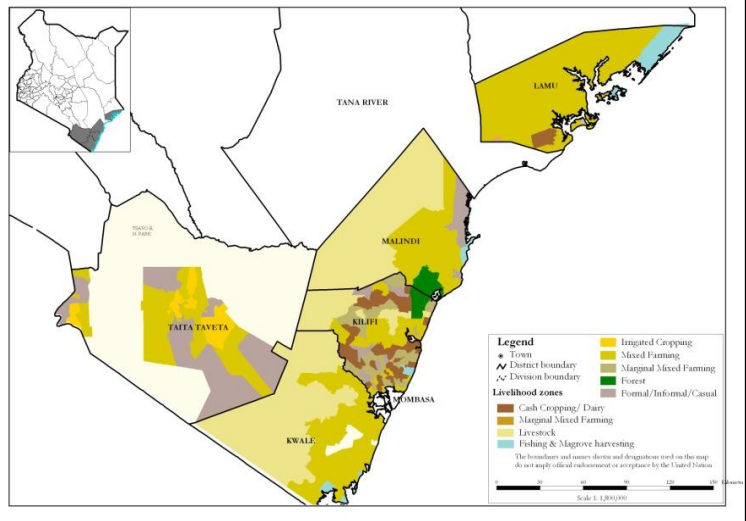 LAMU
TANA RIVER
MALINDI
TAITA TAVETA
KILIFI
MOMBASA
KWALE
Legend
Town
District boundary
Division boundary
Livelihood zones
Cash Cropping/ Dairy
Marginal Mixed Farming
Livestock
Fishing & Magrove harvesting
Irrigated Cropping
Mixed Farming
Marginal Mixed Farming
Forest
Formal/Informal/Casual
The boundaries and names shown and designations used on this map
do not imply official endorsement or acceptance by the United Nation
0 30 60 90 120 150
Scale 1: 1,800,000